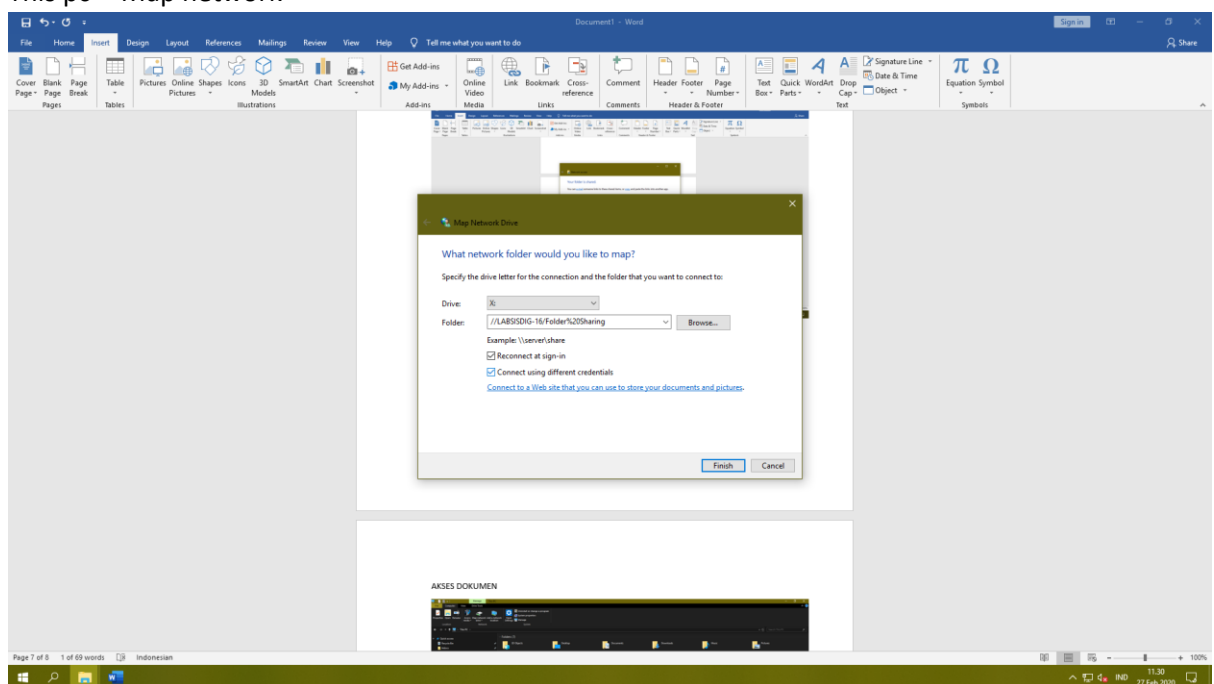 Document1 - Word
Sign in
File Home Insert Design Layout References Mailings Review View Help Tell me what you want to do
Share
Cover Page
Blank Page
Page Break
Table
Pictures
Online Pictures
Shapes
Icons
3D Models
SmartArt
Chart
Screenshot
Get Add-ins
My Add-ins
Online Video
Link
Bookmark
Cross-reference
Comment
Header
Footer
Page Number
Text Box
Quick Parts
WordArt
Drop Cap
Signature Line
Date & Time
Object
Equation
Symbol
Pages Tables Illustrations Add-ins Media Links Comments Header & Footer Text Symbols
Map Network Drive
What network folder would you like to map?
Specify the drive letter for the connection and the folder that you want to connect to:
Drive: X:
Folder: //LABSISDIG-16/Folder%20Sharing Browse...
Example: \\server\share
Reconnect at sign-in
Connect using different credentials
Connect to a Web site that you can use to store your documents and pictures.
Finish Cancel
AKSES DOKUMEN
Page 7 of 8 1 of 69 words Indonesian
100%
IND
11.30
27 Feb 2020